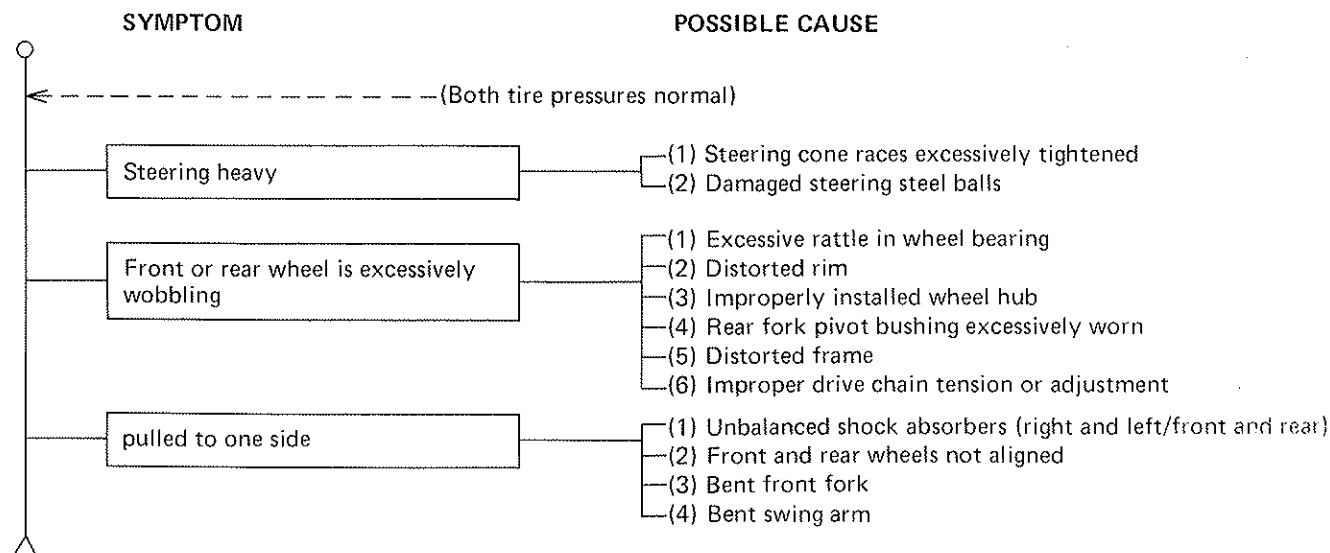 SYMPTOM POSSIBLE CAUSE
(Both tire pressures normal)
Steering heavy
(1) Steering cone races excessively tightened
(2) Damaged steering steel balls
Front or rear wheel is excessively
wobbling
(1) Excessive rattle in wheel bearing
(2) Distorted rim
(3) Improperly installed wheel hub
(4) Rear fork pivot bushing excessively worn
(5) Distorted frame
(6) Improper drive chain tension or adjustment
pulled to one side
(1) Unbalanced shock absorbers (right and left/front and rear)
(2) Front and rear wheels not aligned
(3) Bent front fork
(4) Bent swing arm